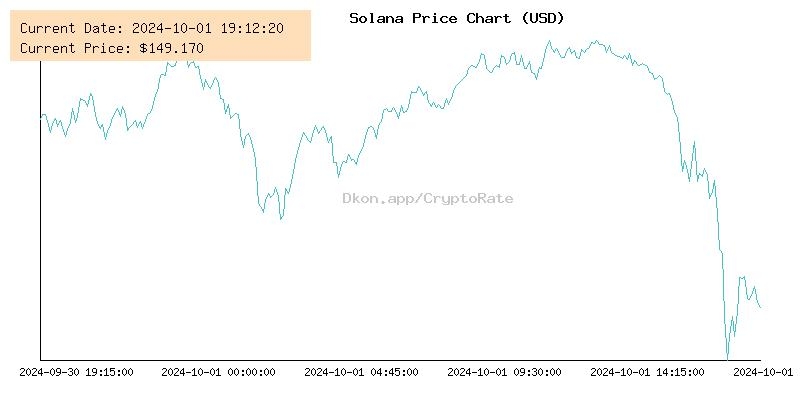 Solana Price Chart (USD)
Current Date: 2024-10-01 19:12:20
Current Price: $149.170
Dkon.app/CryptoRate
2024-09-30 19:15:00
2024-10-01 00:00:00
2024-10-01 04:45:00
2024-10-01 09:30:00
2024-10-01 14:15:00
2024-10-01